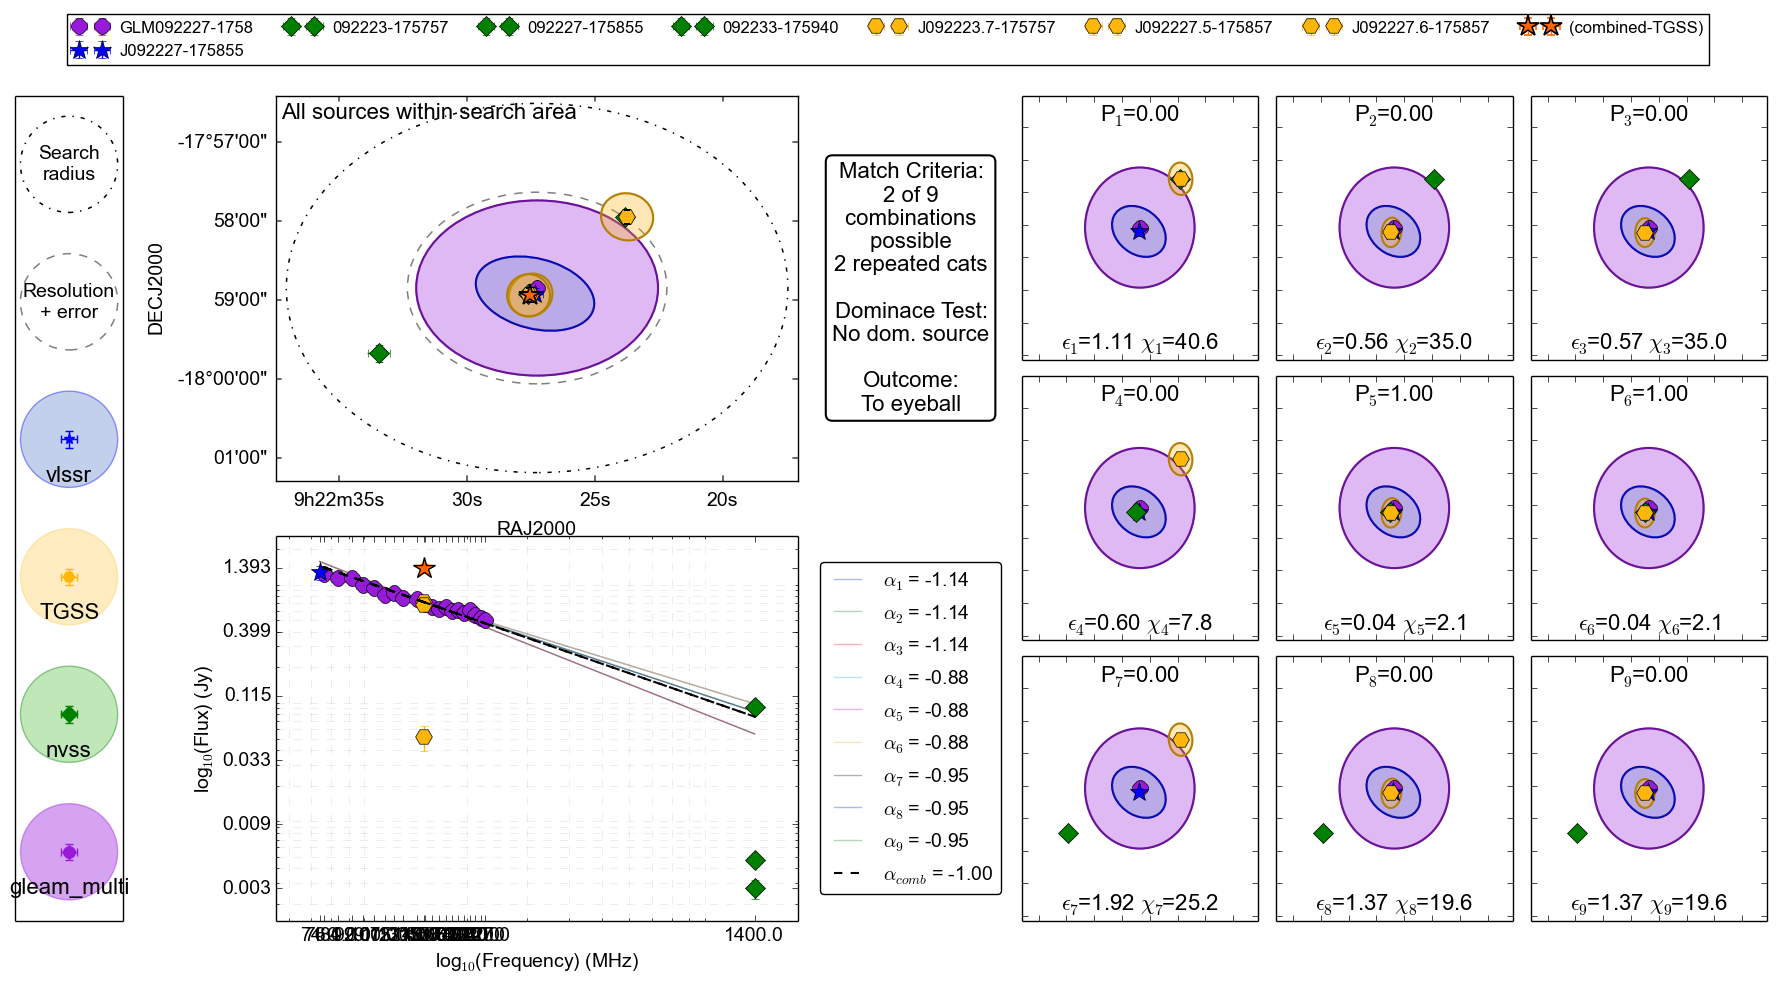 GLM092227-1758 092223-175757 092227-175855 092233-175940 J092223.7-175757 J092227.5-175857 J092227.6-175857 (combined-TGSS)
J092227-175855
Search
radius
Resolution
+ error
vlssr
TGSS
nvss
gleam_multi
All sources within search area
DECJ2000
-17°57'00"
58'00"
59'00"
-18°00'00"
01'00"
9h22m35s 30s 25s 20s
RAJ2000
log10(Flux) (Jy)
1.393
0.399
0.115
0.033
0.009
0.003
1400.0
log10(Frequency) (MHz)
Match Criteria:
2 of 9
combinations
possible
2 repeated cats
Dominace Test:
No dom. source
Outcome:
To eyeball
α1 = -1.14
α2 = -1.14
α3 = -1.14
α4 = -0.88
α5 = -0.88
α6 = -0.88
α7 = -0.95
α8 = -0.95
α9 = -0.95
αcomb = -1.00
P1=0.00
ϵ1=1.11 χ1=40.6
P2=0.00
ϵ2=0.56 χ2=35.0
P3=0.00
ϵ3=0.57 χ3=35.0
P4=0.00
ϵ4=0.60 χ4=7.8
P5=1.00
ϵ5=0.04 χ5=2.1
P6=1.00
ϵ6=0.04 χ6=2.1
P7=0.00
ϵ7=1.92 χ7=25.2
P8=0.00
ϵ8=1.37 χ8=19.6
P9=0.00
ϵ9=1.37 χ9=19.6